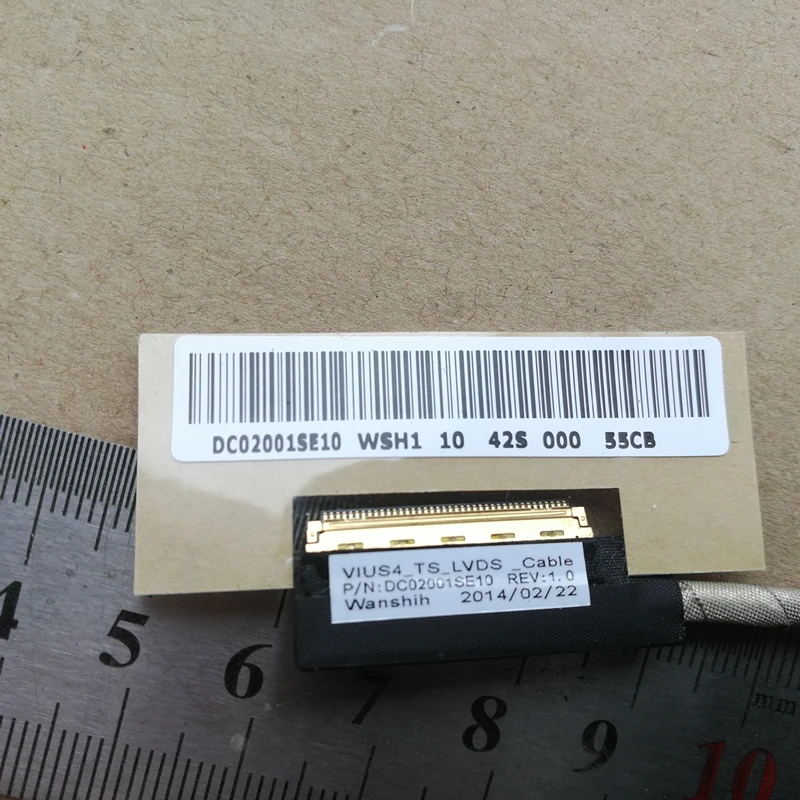 DC02001SE10 WSH1 10 42S 000 55CB
VIUS4_TS_LVDS _Cable
P/N:DC02001SE10 REV:1.0
Wanshih 2014/02/22
4 5 6 7 8 9 10
mm